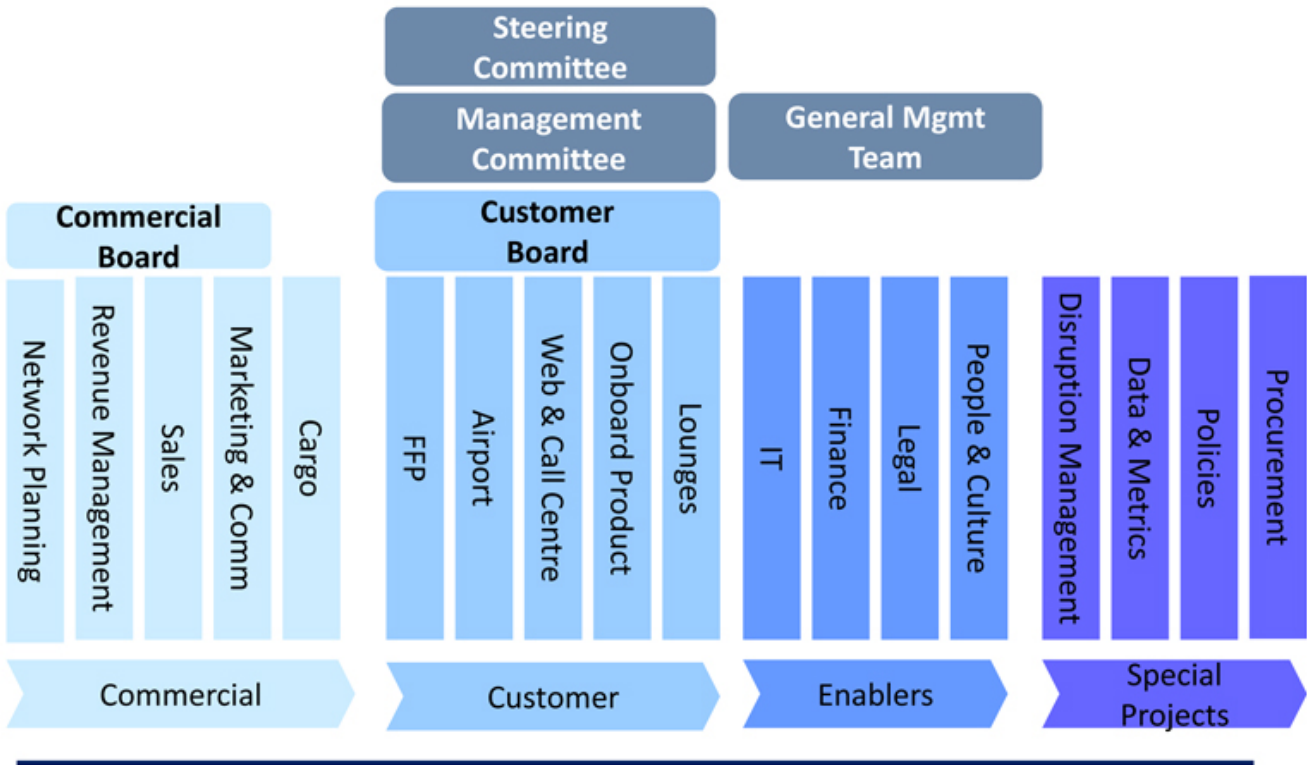 Steering
Committee
Management
Committee
General Mgmt
Team
Commercial
Board
Customer
Board
Network Planning
Revenue Management
Sales
Marketing & Comm
Cargo
FFP
Airport
Web & Call Centre
Onboard Product
Lounges
IT
Finance
Legal
People & Culture
Disruption Management
Data & Metrics
Policies
Procurement
Commercial
Customer
Enablers
Special
Projects